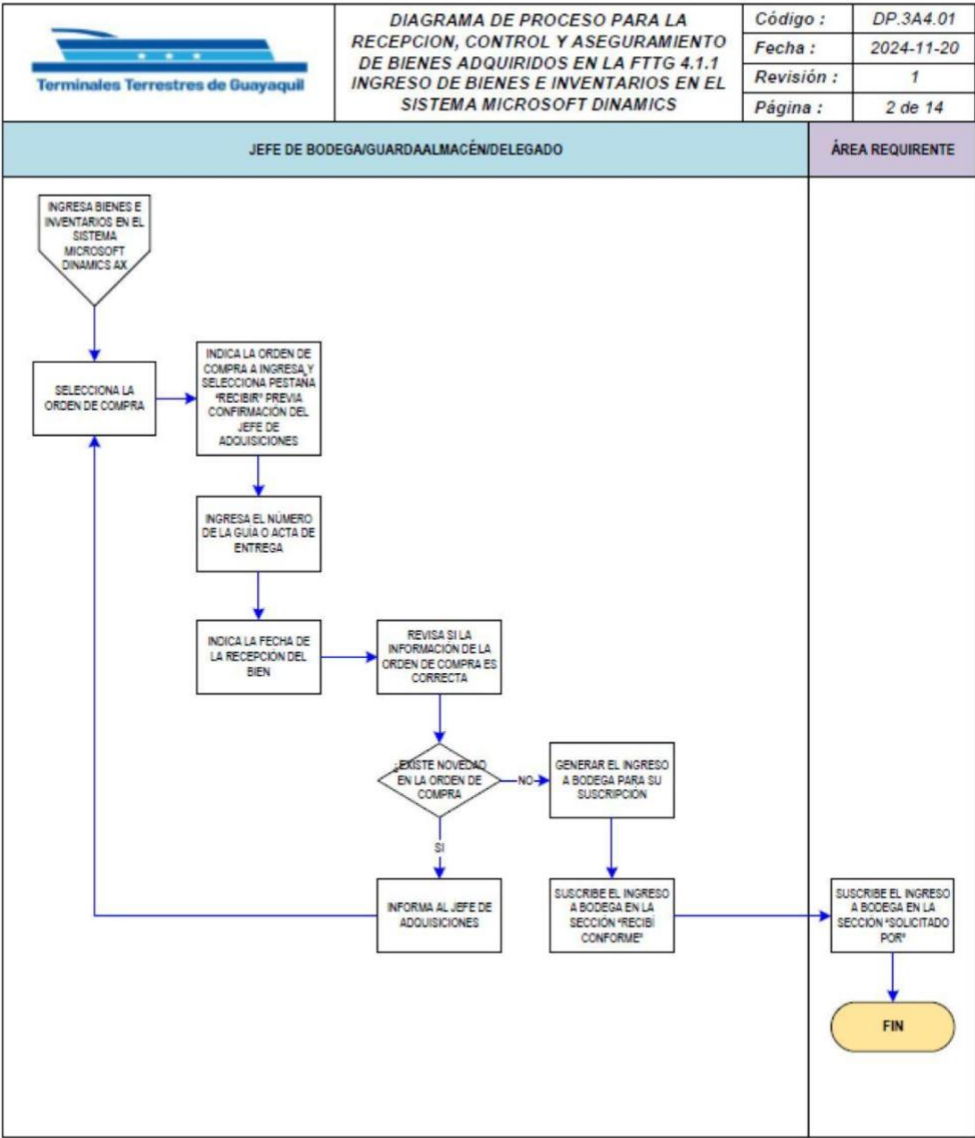 Terminales Terrestres de Guayaquil
DIAGRAMA DE PROCESO PARA LA
RECEPCION, CONTROL Y ASEGURAMIENTO
DE BIENES ADQUIRIDOS EN LA FTTG 4.1.1
INGRESO DE BIENES E INVENTARIOS EN EL
SISTEMA MICROSOFT DINAMICS
Código : DP.3A4.01
Fecha : 2024-11-20
Revisión : 1
Página : 2 de 14
JEFE DE BODEGA/GUARDAALMACÉN/DELEGADO
ÁREA REQUIRENTE
INGRESA BIENES E
INVENTARIOS EN EL
SISTEMA
MICROSOFT
DINAMICS AX
SELECCIONA LA
ORDEN DE COMPRA
INDICA LA ORDEN DE
COMPRA A INGRESA Y
SELECCIONA PESTAÑA
"RECIBIR" PREVIA
CONFIRMACIÓN DEL
JEFE DE
ADQUISICIONES
INGRESA EL NÚMERO
DE LA GUÍA O ACTA DE
ENTREGA
INDICA LA FECHA DE
LA RECEPCIÓN DEL
BIEN
REVISA SI LA
INFORMACIÓN DE LA
ORDEN DE COMPRA ES
CORRECTA
¿EXISTE NOVEDAD
EN LA ORDEN DE
COMPRA
NO
GENERAR EL INGRESO
A BODEGA PARA SU
SUSCRIPCIÓN
SI
INFORMA AL JEFE DE
ADQUISICIONES
SUSCRIBE EL INGRESO
A BODEGA EN LA
SECCIÓN "RECIBÍ
CONFORME"
SUSCRIBE EL INGRESO
A BODEGA EN LA
SECCIÓN "SOLICITADO
POR"
FIN